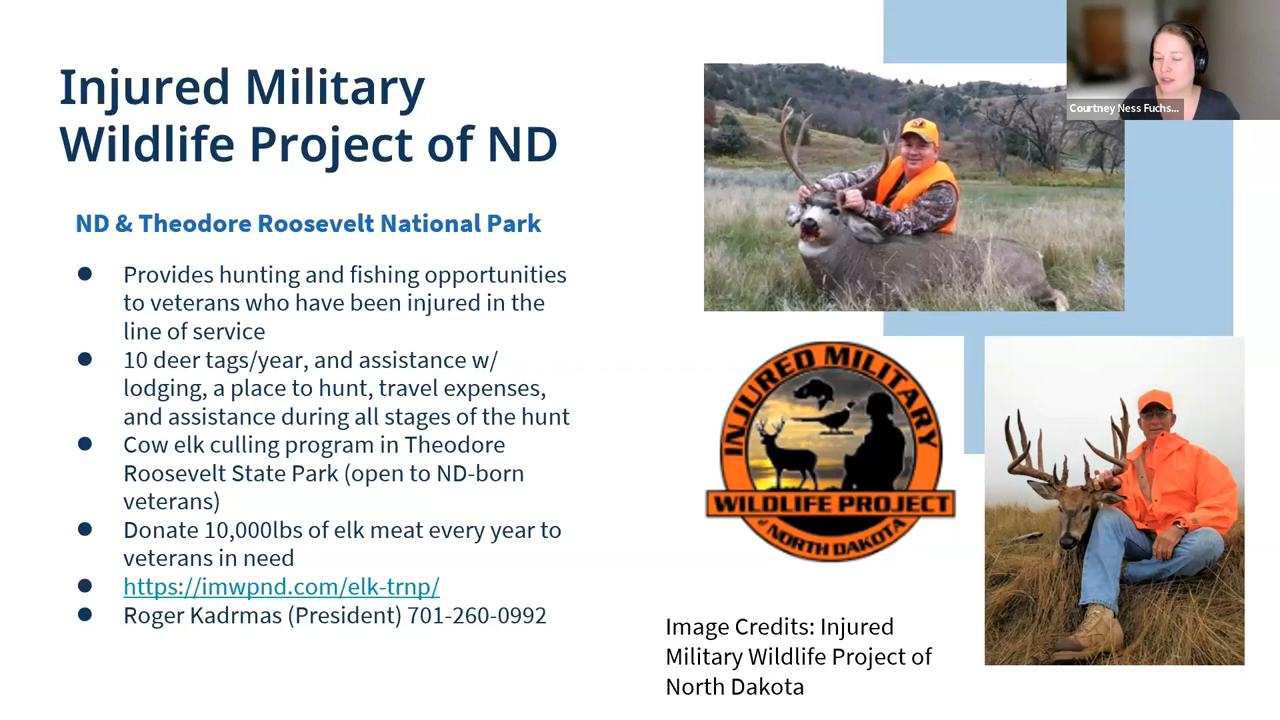 Injured Military
Wildlife Project of ND
ND & Theodore Roosevelt National Park
● Provides hunting and fishing opportunities
to veterans who have been injured in the
line of service
● 10 deer tags/year, and assistance w/
lodging, a place to hunt, travel expenses,
and assistance during all stages of the hunt
● Cow elk culling program in Theodore
Roosevelt State Park (open to ND-born
veterans)
● Donate 10,000lbs of elk meat every year to
veterans in need
● https://imwpnd.com/elk-trnp/
● Roger Kadrmas (President) 701-260-0992
Courtney Ness Fuchs...
INJURED MILITARY
WILDLIFE PROJECT
of NORTH DAKOTA
Image Credits: Injured
Military Wildlife Project of
North Dakota